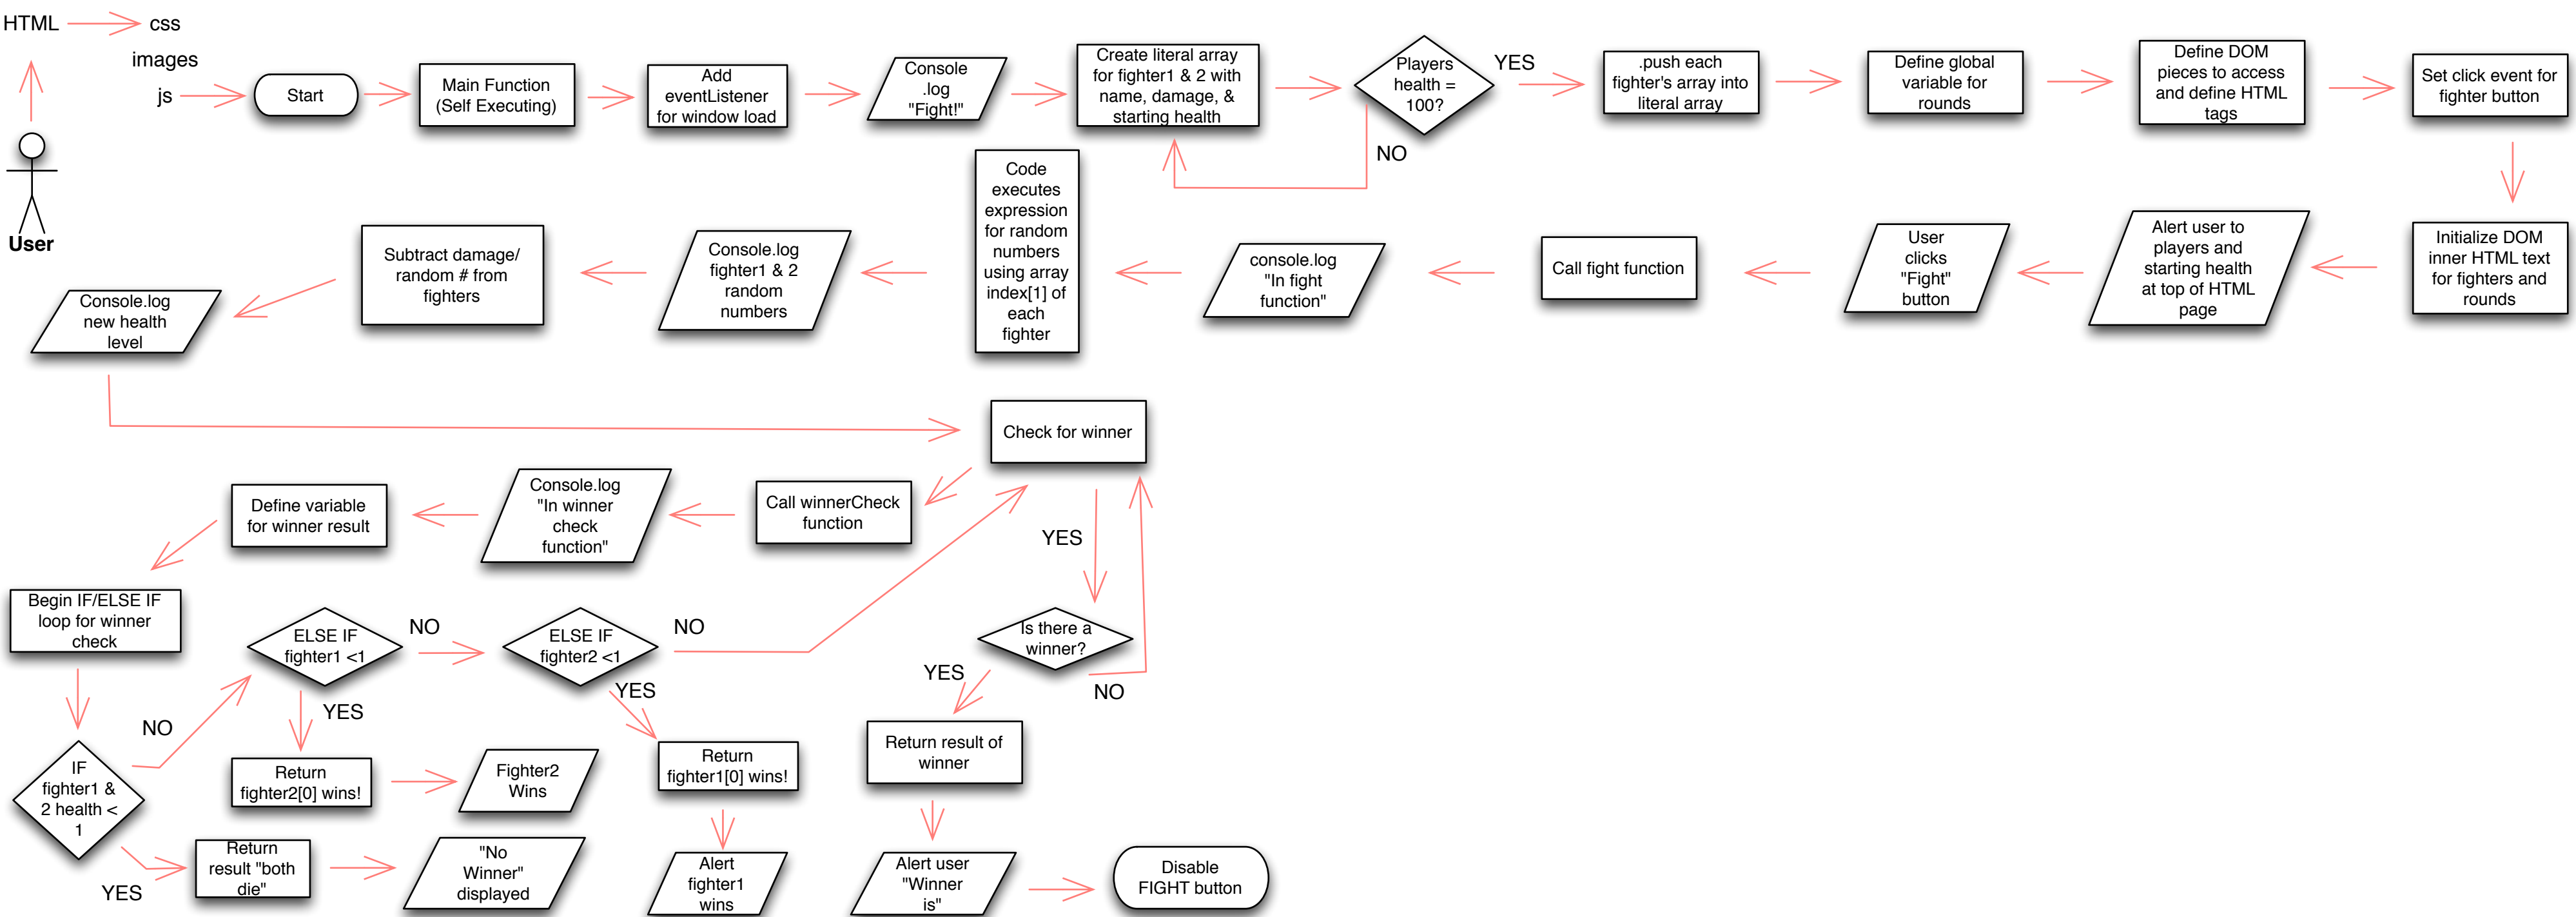 HTML
css
images
js
User
Start
Main Function
(Self Executing)
Add
eventListener
for window load
Console
.log
"Fight!"
Create literal array
for fighter1 & 2 with
name, damage, &
starting health
Players
health =
100?
YES
NO
.push each
fighter's array into
literal array
Define global
variable for
rounds
Define DOM
pieces to access
and define HTML
tags
Set click event for
fighter button
Initialize DOM
inner HTML text
for fighters and
rounds
Alert user to
players and
starting health
at top of HTML
page
User
clicks
"Fight"
button
Call fight function
console.log
"In fight
function"
Code
executes
expression
for random
numbers
using array
index[1] of
each
fighter
Console.log
fighter1 & 2
random
numbers
Subtract damage/
random # from
fighters
Console.log
new health
level
Check for winner
Call winnerCheck
function
Console.log
"In winner
check
function"
Define variable
for winner result
Begin IF/ELSE IF
loop for winner
check
IF
fighter1 &
2 health <
1
NO
YES
ELSE IF
fighter1 <1
NO
YES
ELSE IF
fighter2 <1
NO
YES
Return
fighter2[0] wins!
Fighter2
Wins
Return
result "both
die"
"No
Winner"
displayed
Return
fighter1[0] wins!
Alert
fighter1
wins
YES
Is there a
winner?
YES
NO
Return result of
winner
Alert user
"Winner
is"
Disable
FIGHT button